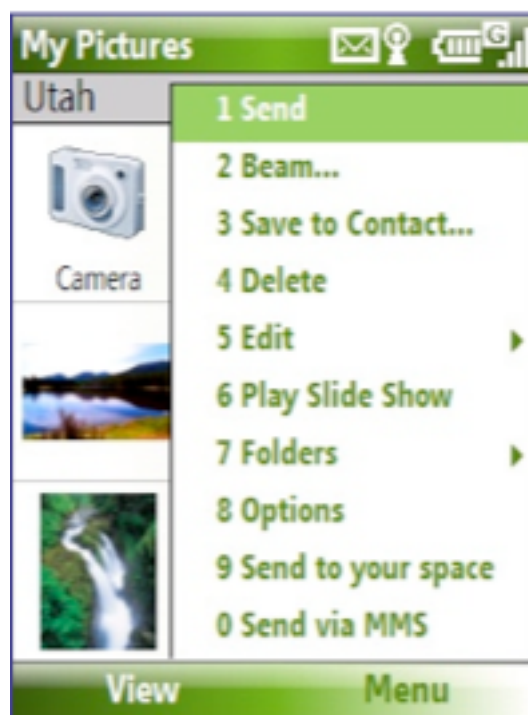 My Pictures
G
Utah
Camera
1 Send
2 Beam...
3 Save to Contact...
4 Delete
5 Edit
6 Play Slide Show
7 Folders
8 Options
9 Send to your space
0 Send via MMS
View
Menu